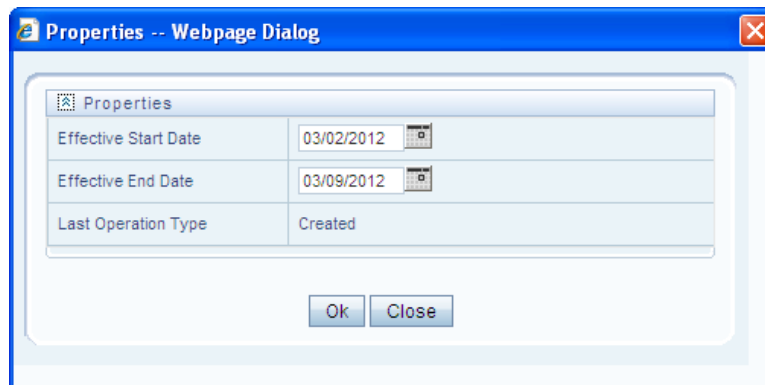 Properties -- Webpage Dialog
Properties
Effective Start Date 03/02/2012
Effective End Date 03/09/2012
Last Operation Type Created
Ok Close